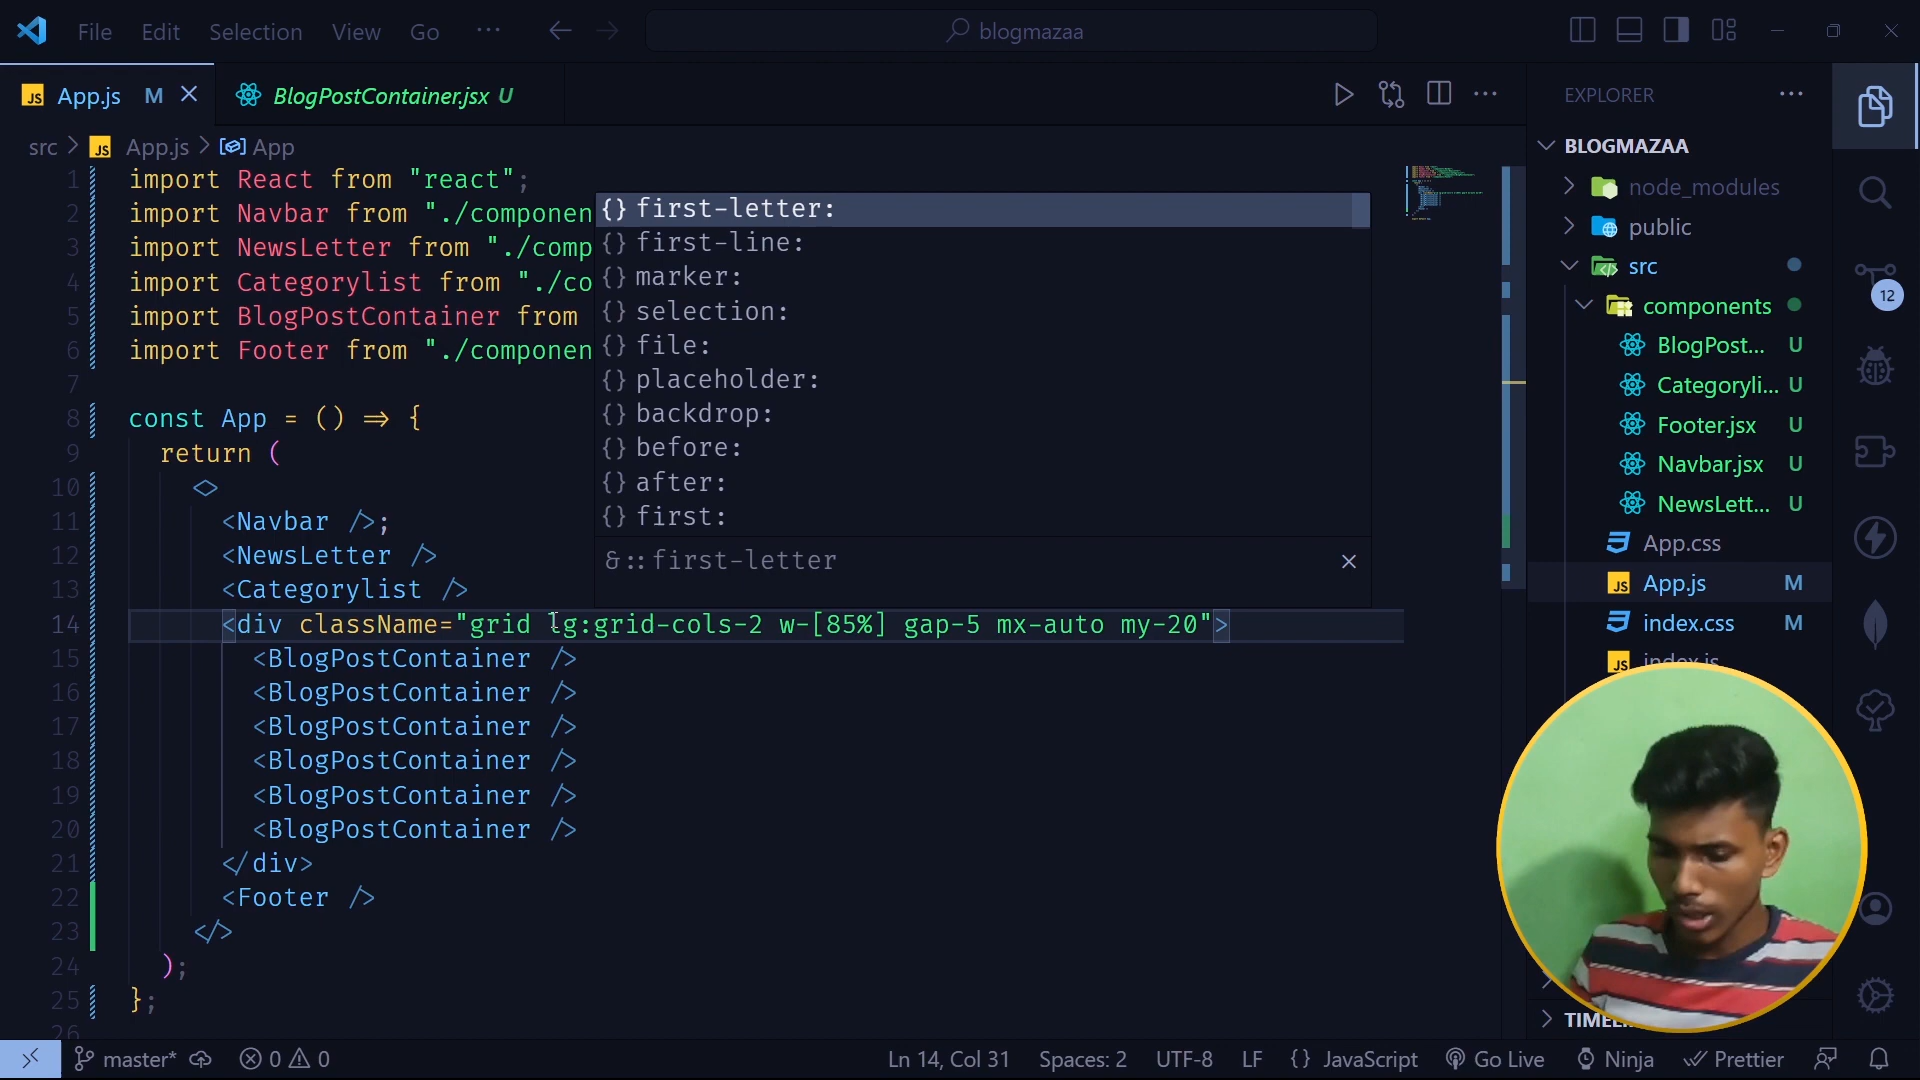 File Edit Selection View Go ··· blogmazaa
JS App.js M BlogPostContainer.jsx U
EXPLORER
src > JS App.js > App
BLOGMAZAA
node_modules
public
src
components
BlogPost... U
Categoryli... U
Footer.jsx U
Navbar.jsx U
NewsLett... U
App.css
JS App.js M
index.css M
JS index.js
TIMELI
12
1 import React from "react";
2 import Navbar from "./componen
3 import NewsLetter from "./comp
4 import Categorylist from "./co
5 import BlogPostContainer from
6 import Footer from "./componen
7
8 const App = () => {
9 return (
10 <>
11 <Navbar />;
12 <NewsLetter />
13 <Categorylist />
14 <div className="grid lg:grid-cols-2 w-[85%] gap-5 mx-auto my-20">
15 <BlogPostContainer />
16 <BlogPostContainer />
17 <BlogPostContainer />
18 <BlogPostContainer />
19 <BlogPostContainer />
20 <BlogPostContainer />
21 </div>
22 <Footer />
23 </>
24 );
25 };
26
{} first-letter:
{} first-line:
{} marker:
{} selection:
{} file:
{} placeholder:
{} backdrop:
{} before:
{} after:
{} first:
&::first-letter
master* 0 0 Ln 14, Col 31 Spaces: 2 UTF-8 LF {} JavaScript Go Live Ninja Prettier